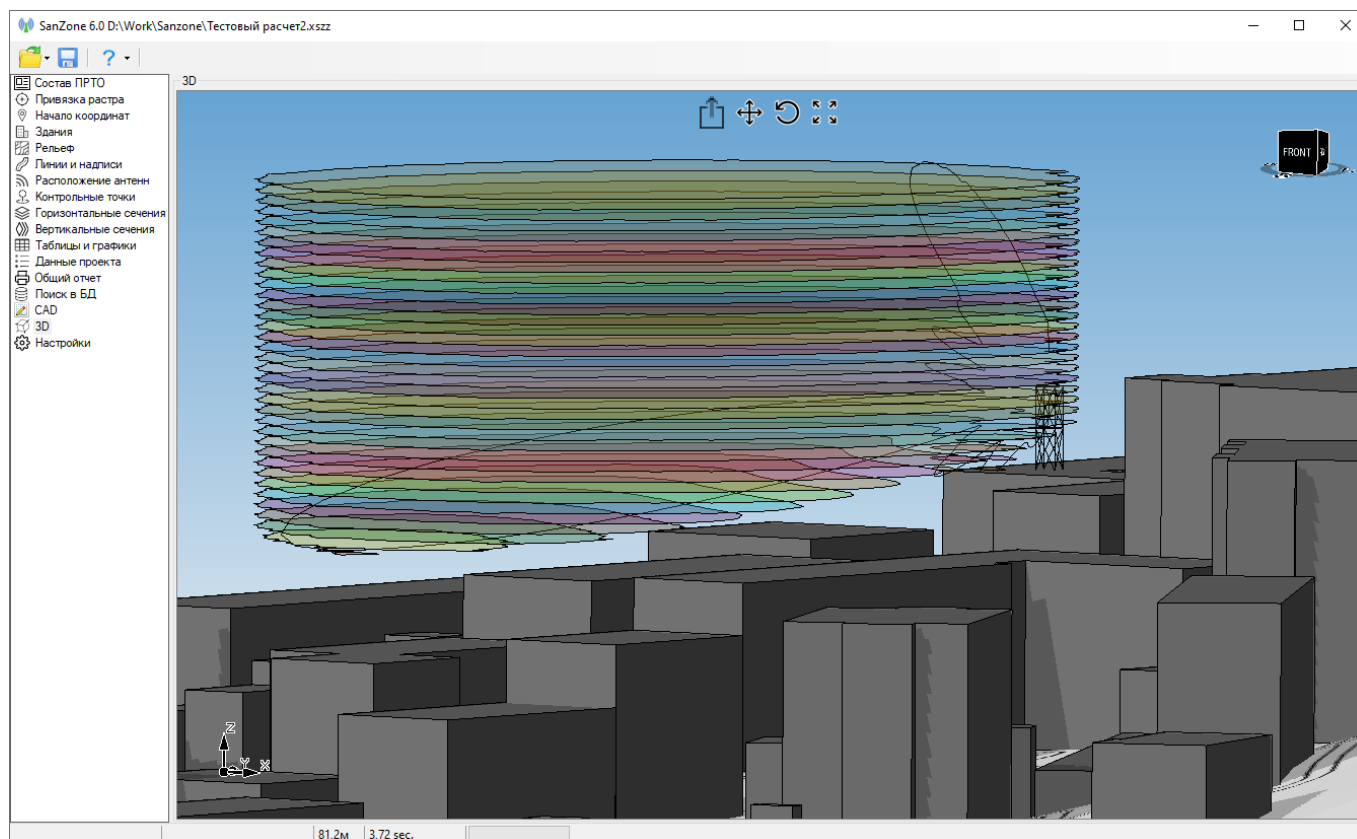 SanZone 6.0 D:\Work\Sanzone\Тестовый расчет2.xszz
Состав ПРТО
Привязка растра
Начало координат
Здания
Рельеф
Линии и надписи
Расположение антенн
Контрольные точки
Горизонтальные сечения
Вертикальные сечения
Таблицы и графики
Данные проекта
Общий отчет
Поиск в БД
CAD
3D
Настройки
3D
FRONT
Z
Y
X
81.2м
3.72 sec.